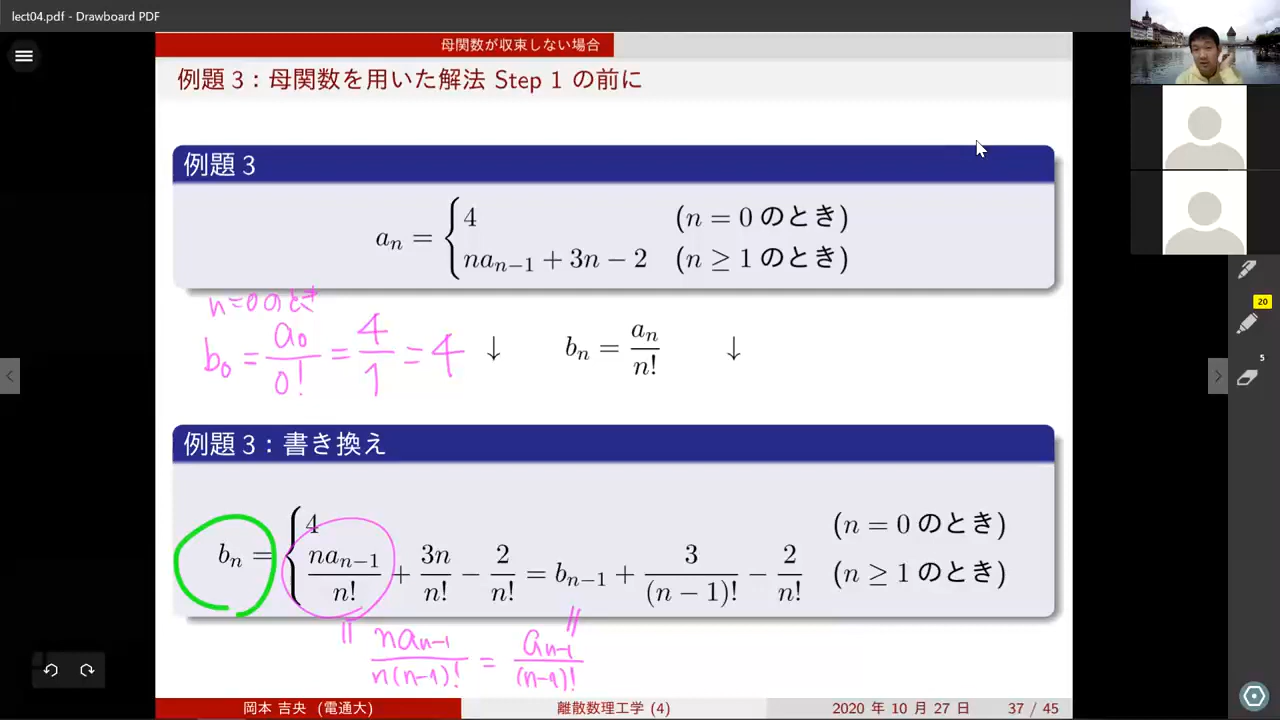 lect04.pdf - Drawboard PDF
母関数が収束しない場合
例題 3：母関数を用いた解法 Step 1 の前に
例題 3
a_n = { 4 (n = 0 のとき)
na_{n−1} + 3n − 2 (n ≥ 1 のとき)
n=0のとき
b_0 = a_0/0! = 4/1 = 4
↓ b_n = a_n/n! ↓
例題 3：書き換え
b_n = { 4 (n = 0 のとき)
na_{n−1}/n! + 3n/n! − 2/n! = b_{n−1} + 3/(n − 1)! − 2/n! (n ≥ 1 のとき)
|| na_{n-1}/n(n-1)! = a_{n-1}/(n-1)! ||
岡本 吉央 (電通大) 離散数理工学 (4) 2020 年 10 月 27 日 37 / 45
20
5